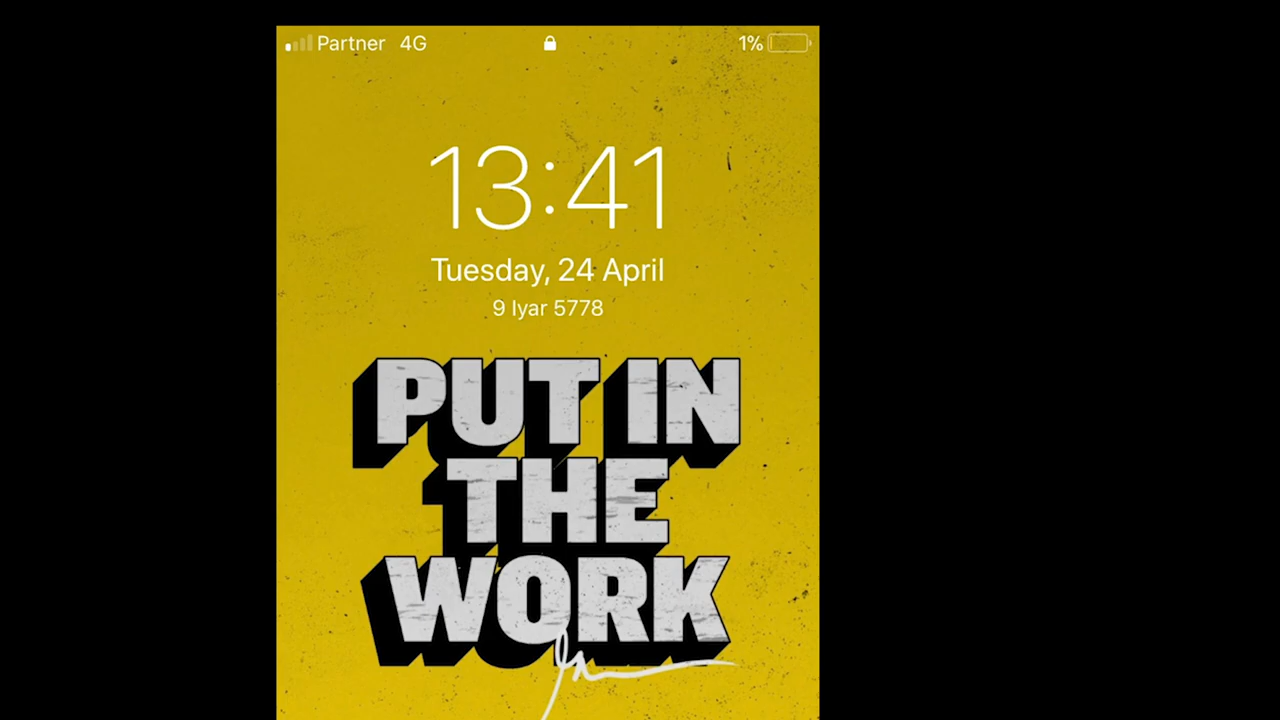 Partner 4G 1%
13:41
Tuesday, 24 April
9 Iyar 5778
PUT IN
THE
WORK